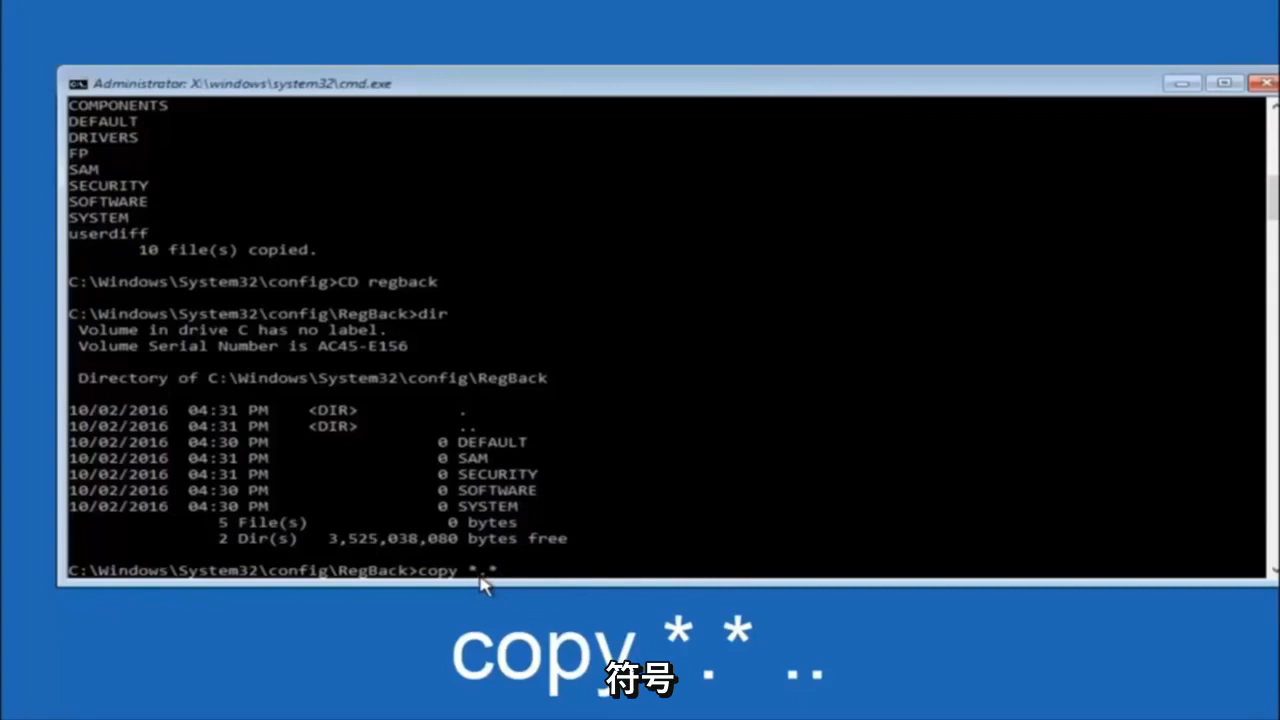 Administrator: X:\windows\system32\cmd.exe
COMPONENTS
DEFAULT
DRIVERS
FP
SAM
SECURITY
SOFTWARE
SYSTEM
userdiff
10 file(s) copied.
C:\Windows\System32\config>CD regback
C:\Windows\System32\config\RegBack>dir
Volume in drive C has no label.
Volume Serial Number is AC45-E156
Directory of C:\Windows\System32\config\RegBack
10/02/2016 04:31 PM <DIR> .
10/02/2016 04:31 PM <DIR> ..
10/02/2016 04:30 PM 0 DEFAULT
10/02/2016 04:31 PM 0 SAM
10/02/2016 04:31 PM 0 SECURITY
10/02/2016 04:30 PM 0 SOFTWARE
10/02/2016 04:30 PM 0 SYSTEM
5 File(s) 0 bytes
2 Dir(s) 3,525,038,080 bytes free
C:\Windows\System32\config\RegBack>copy *.*
copy *.* ..
符号